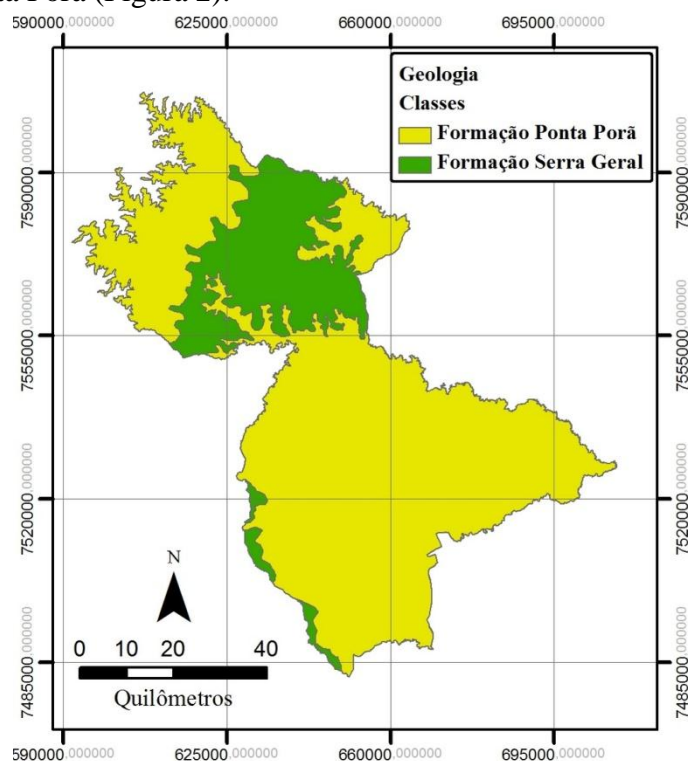 ta Porã (Figura 2).
590000,000000 625000,000000 660000,000000 695000,000000
Geologia
Classes
Formação Ponta Porã
Formação Serra Geral
7590000,000000 7590000,000000
7555000,000000 7555000,000000
7520000,000000 7520000,000000
N
0 10 20 40
Quilômetros
7485000,000000 7485000,000000
590000,000000 625000,000000 660000,000000 695000,000000